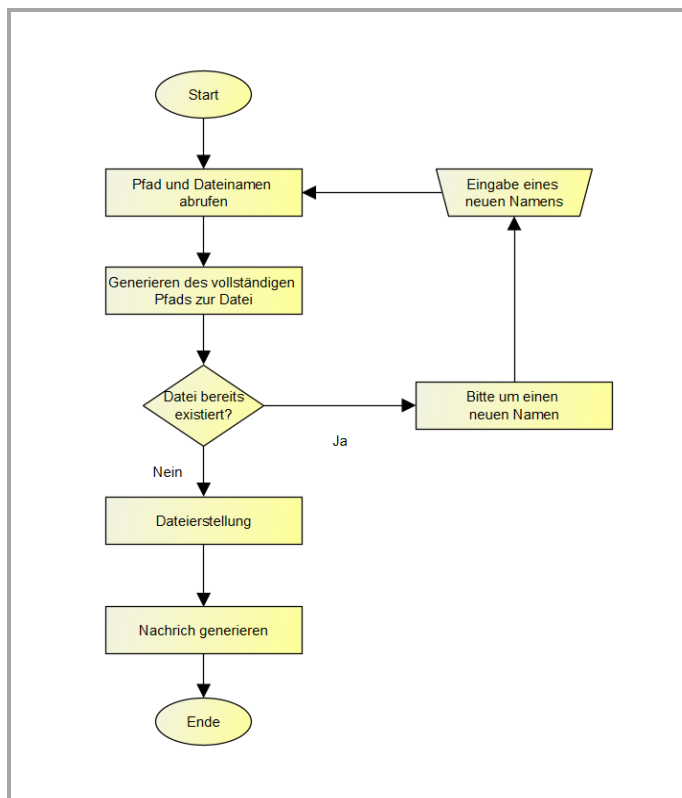 Start
Pfad und Dateinamen
abrufen
Eingabe eines
neuen Namens
Generieren des vollständigen
Pfads zur Datei
Datei bereits
existiert?
Bitte um einen
neuen Namen
Ja
Nein
Dateierstellung
Nachrich generieren
Ende